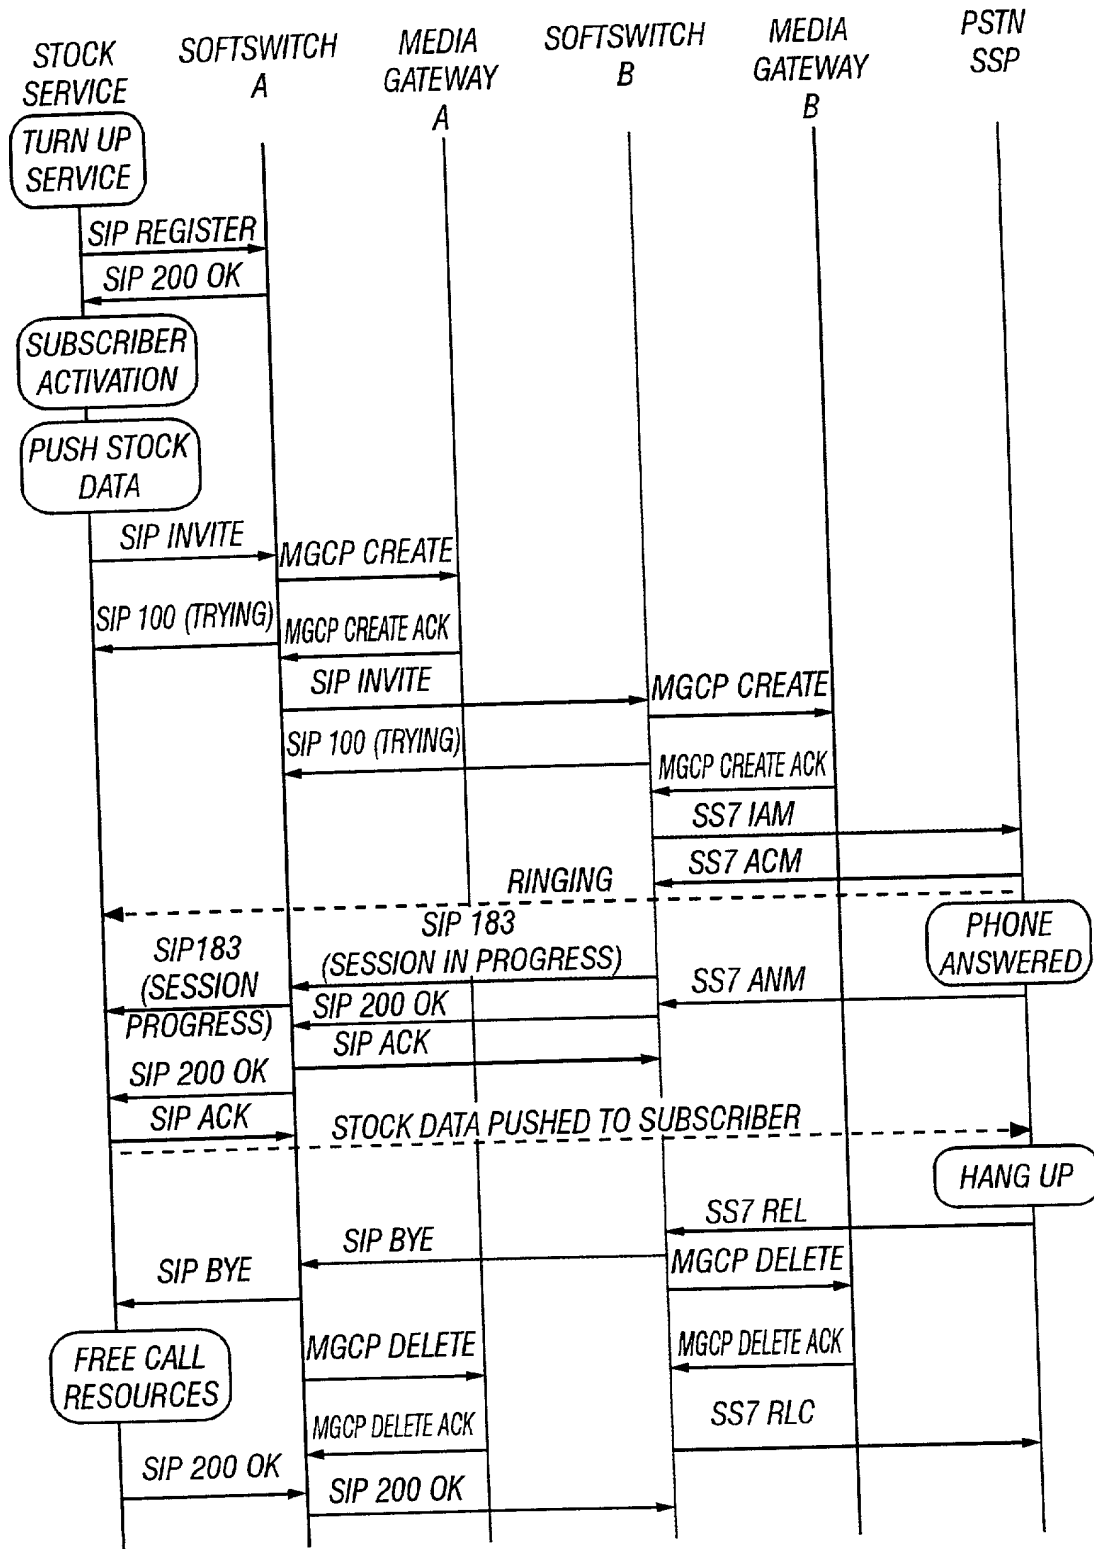 STOCK
SERVICE
SOFTSWITCH
A
MEDIA
GATEWAY
A
SOFTSWITCH
B
MEDIA
GATEWAY
B
PSTN
SSP
TURN UP
SERVICE
SIP REGISTER
SIP 200 OK
SUBSCRIBER
ACTIVATION
PUSH STOCK
DATA
SIP INVITE
MGCP CREATE
SIP 100 (TRYING)
MGCP CREATE ACK
SIP INVITE
MGCP CREATE
SIP 100 (TRYING)
MGCP CREATE ACK
SS7 IAM
SS7 ACM
RINGING
PHONE
ANSWERED
SIP 183
(SESSION IN PROGRESS)
SIP183
(SESSION
PROGRESS)
SS7 ANM
SIP 200 OK
SIP ACK
SIP 200 OK
SIP ACK
STOCK DATA PUSHED TO SUBSCRIBER
HANG UP
SS7 REL
SIP BYE
MGCP DELETE
SIP BYE
FREE CALL
RESOURCES
MGCP DELETE
MGCP DELETE ACK
MGCP DELETE ACK
SS7 RLC
SIP 200 OK
SIP 200 OK